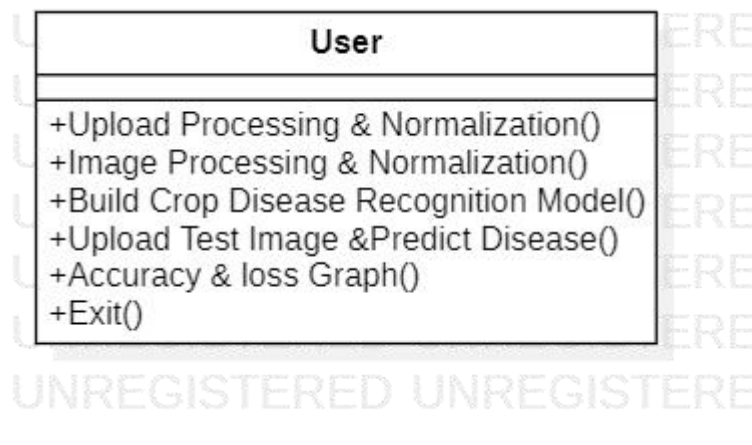 User
+Upload Processing & Normalization()
+Image Processing & Normalization()
+Build Crop Disease Recognition Model()
+Upload Test Image &Predict Disease()
+Accuracy & loss Graph()
+Exit()
UNREGISTERED UNREGISTERE